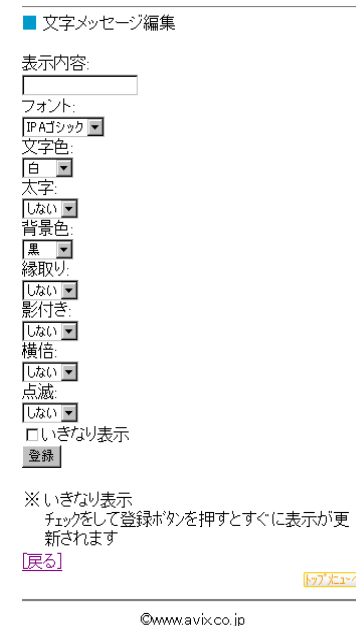 ■ 文字メッセージ編集
表示内容:
フォント:
IPAゴシック
文字色:
白
太字:
しない
背景色:
黒
縁取り:
しない
影付き:
しない
横倍:
しない
点滅:
しない
いきなり表示
登録
※ いきなり表示
チェックをして登録ボタンを押すとすぐに表示が更
新されます
[戻る]
トップメニューへ
©www.avix.co.jp